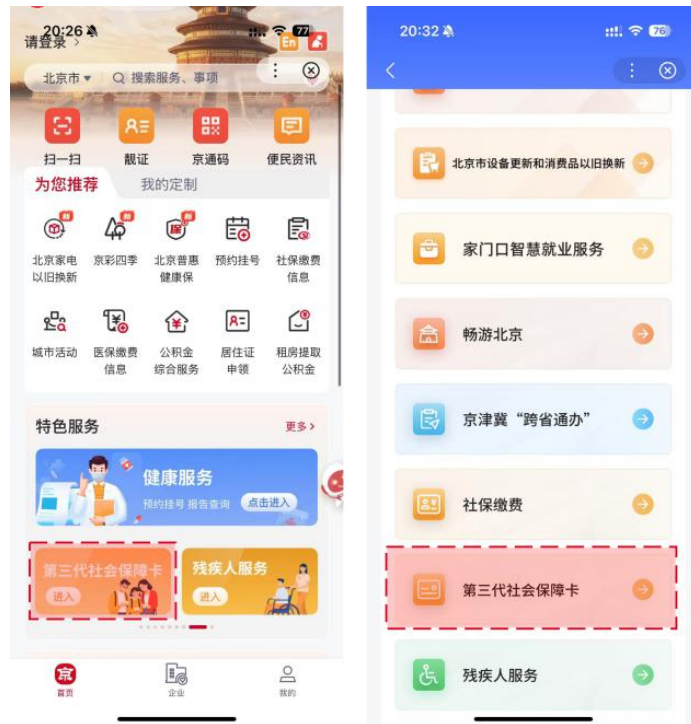 20:26
77
请登录 >
En
北京市
搜索服务、事项
扫一扫
靓证
京通码
便民资讯
为您推荐
我的定制
新
新
新
保
北京家电
以旧换新
京彩四季
北京普惠
健康保
预约挂号
社保缴费
信息
城市活动
医保缴费
信息
公积金
综合服务
居住证
申领
租房提取
公积金
特色服务
更多>
健康服务
预约挂号 报告查询
点击进入
第三代社会保障卡
进入
残疾人服务
进入
京
首页
企业
我的
20:32
76
北京市设备更新和消费品以旧换新
家门口智慧就业服务
畅游北京
京津冀“跨省通办”
社保缴费
第三代社会保障卡
残疾人服务